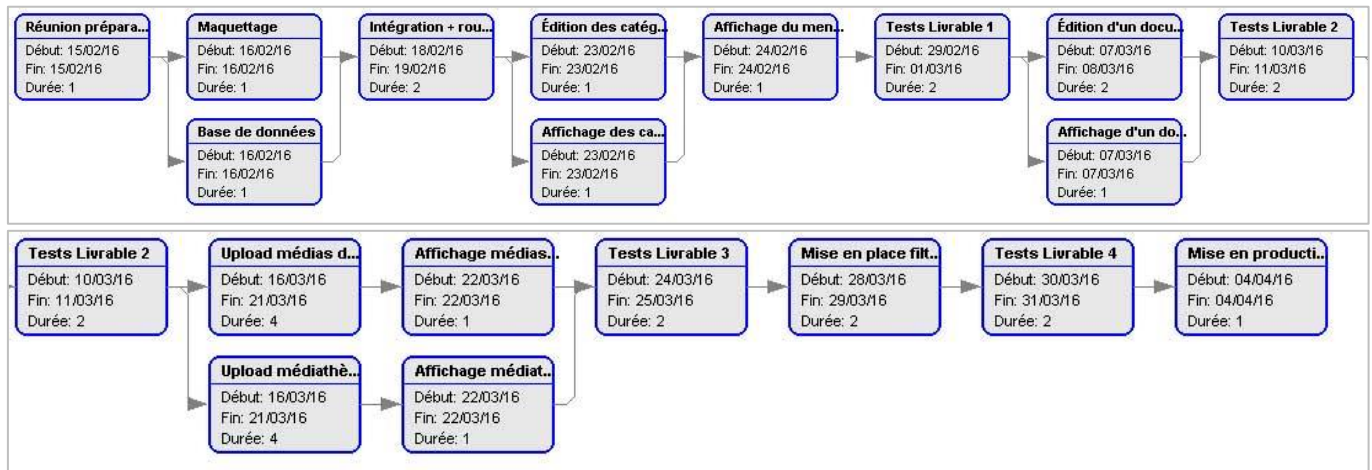 Réunion prépara...
Début: 15/02/16
Fin: 15/02/16
Durée: 1
Maquettage
Début: 16/02/16
Fin: 16/02/16
Durée: 1
Intégration + rou...
Début: 18/02/16
Fin: 19/02/16
Durée: 2
Édition des catég...
Début: 23/02/16
Fin: 23/02/16
Durée: 1
Affichage du men...
Début: 24/02/16
Fin: 24/02/16
Durée: 1
Tests Livrable 1
Début: 29/02/16
Fin: 01/03/16
Durée: 2
Édition d'un docu...
Début: 07/03/16
Fin: 08/03/16
Durée: 2
Tests Livrable 2
Début: 10/03/16
Fin: 11/03/16
Durée: 2
Base de données
Début: 16/02/16
Fin: 16/02/16
Durée: 1
Affichage des ca...
Début: 23/02/16
Fin: 23/02/16
Durée: 1
Affichage d'un do...
Début: 07/03/16
Fin: 07/03/16
Durée: 1
Tests Livrable 2
Début: 10/03/16
Fin: 11/03/16
Durée: 2
Upload médias d...
Début: 16/03/16
Fin: 21/03/16
Durée: 4
Affichage médias...
Début: 22/03/16
Fin: 22/03/16
Durée: 1
Tests Livrable 3
Début: 24/03/16
Fin: 25/03/16
Durée: 2
Mise en place filt...
Début: 28/03/16
Fin: 29/03/16
Durée: 2
Tests Livrable 4
Début: 30/03/16
Fin: 31/03/16
Durée: 2
Mise en producti...
Début: 04/04/16
Fin: 04/04/16
Durée: 1
Upload médiathè...
Début: 16/03/16
Fin: 21/03/16
Durée: 4
Affichage médiat...
Début: 22/03/16
Fin: 22/03/16
Durée: 1